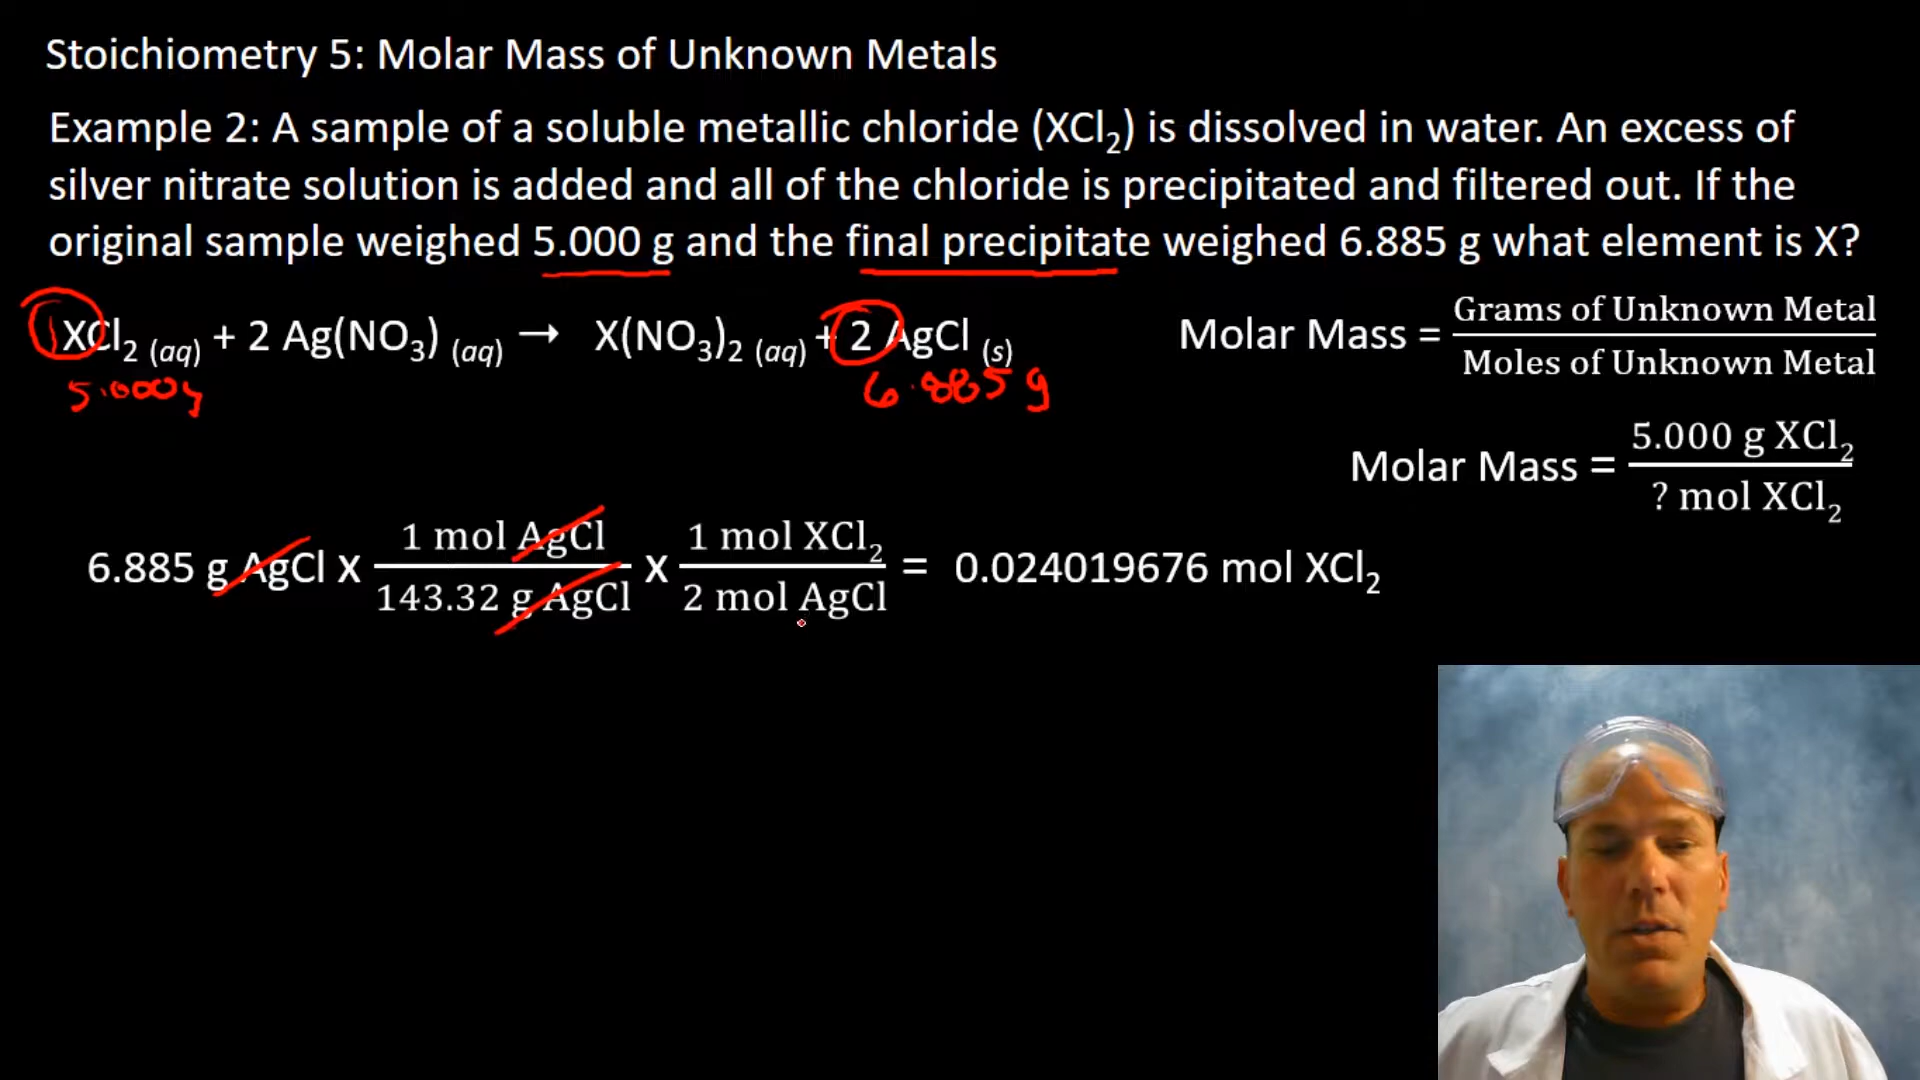 Stoichiometry 5: Molar Mass of Unknown Metals
Example 2: A sample of a soluble metallic chloride (XCl₂) is dissolved in water. An excess of
silver nitrate solution is added and all of the chloride is precipitated and filtered out. If the
original sample weighed 5.000 g and the final precipitate weighed 6.885 g what element is X?
1 XCl₂ (aq) + 2 Ag(NO₃) (aq) → X(NO₃)₂ (aq) + 2 AgCl (s)
5.000g 6.885 g
Molar Mass = Grams of Unknown Metal / Moles of Unknown Metal
Molar Mass = 5.000 g XCl₂ / ? mol XCl₂
6.885 g AgCl x 1 mol AgCl / 143.32 g AgCl x 1 mol XCl₂ / 2 mol AgCl = 0.024019676 mol XCl₂